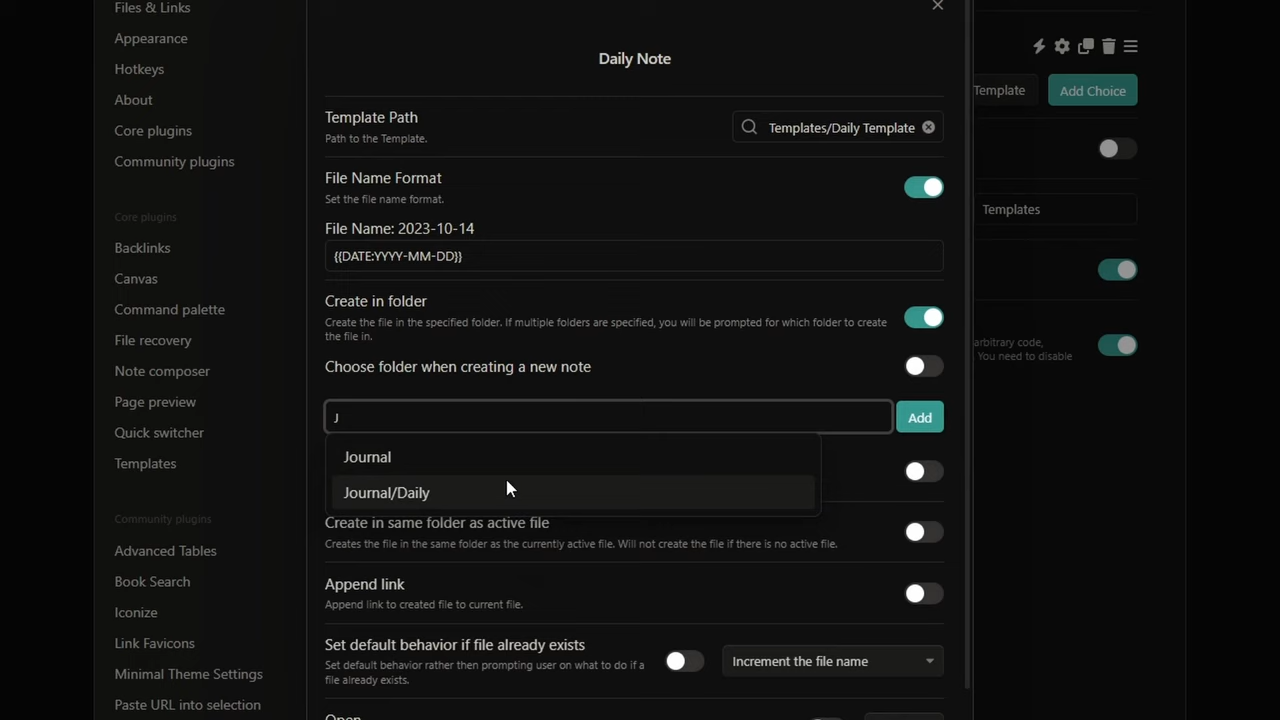 Files & Links
Appearance
Hotkeys
About
Core plugins
Community plugins
Core plugins
Backlinks
Canvas
Command palette
File recovery
Note composer
Page preview
Quick switcher
Templates
Community plugins
Advanced Tables
Book Search
Iconize
Link Favicons
Minimal Theme Settings
Paste URL into selection
Daily Note
Template Path
Path to the Template.
Templates/Daily Template
File Name Format
Set the file name format.
File Name: 2023-10-14
{{DATE:YYYY-MM-DD}}
Create in folder
Create the file in the specified folder. If multiple folders are specified, you will be prompted for which folder to create
the file in.
Choose folder when creating a new note
J
Add
Journal
Journal/Daily
Create in same folder as active file
Creates the file in the same folder as the currently active file. Will not create the file if there is no active file.
Append link
Append link to created file to current file.
Set default behavior if file already exists
Set default behavior rather then prompting user on what to do if a
file already exists.
Increment the file name
Open
Template
Add Choice
Templates
arbitrary code,
You need to disable